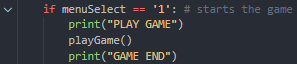 if menuSelect == '1': # starts the game
print("PLAY GAME")
playGame()
print("GAME END")